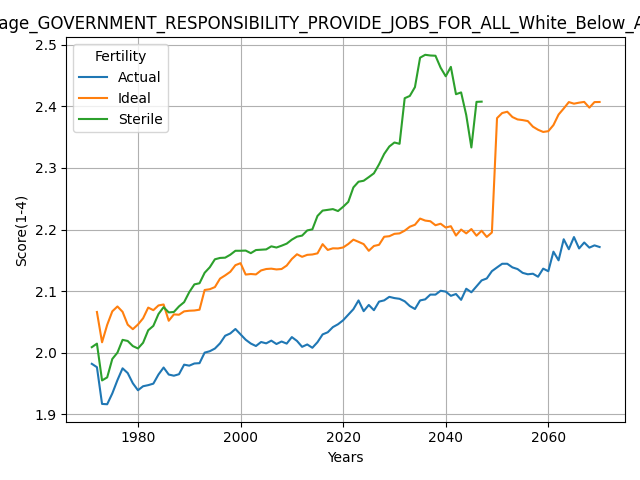 age_GOVERNMENT_RESPONSIBILITY_PROVIDE_JOBS_FOR_ALL_White_Below_A
Fertility
Actual
Ideal
Sterile
Score(1-4)
2.5
2.4
2.3
2.2
2.1
2.0
1.9
1980
2000
2020
2040
2060
Years